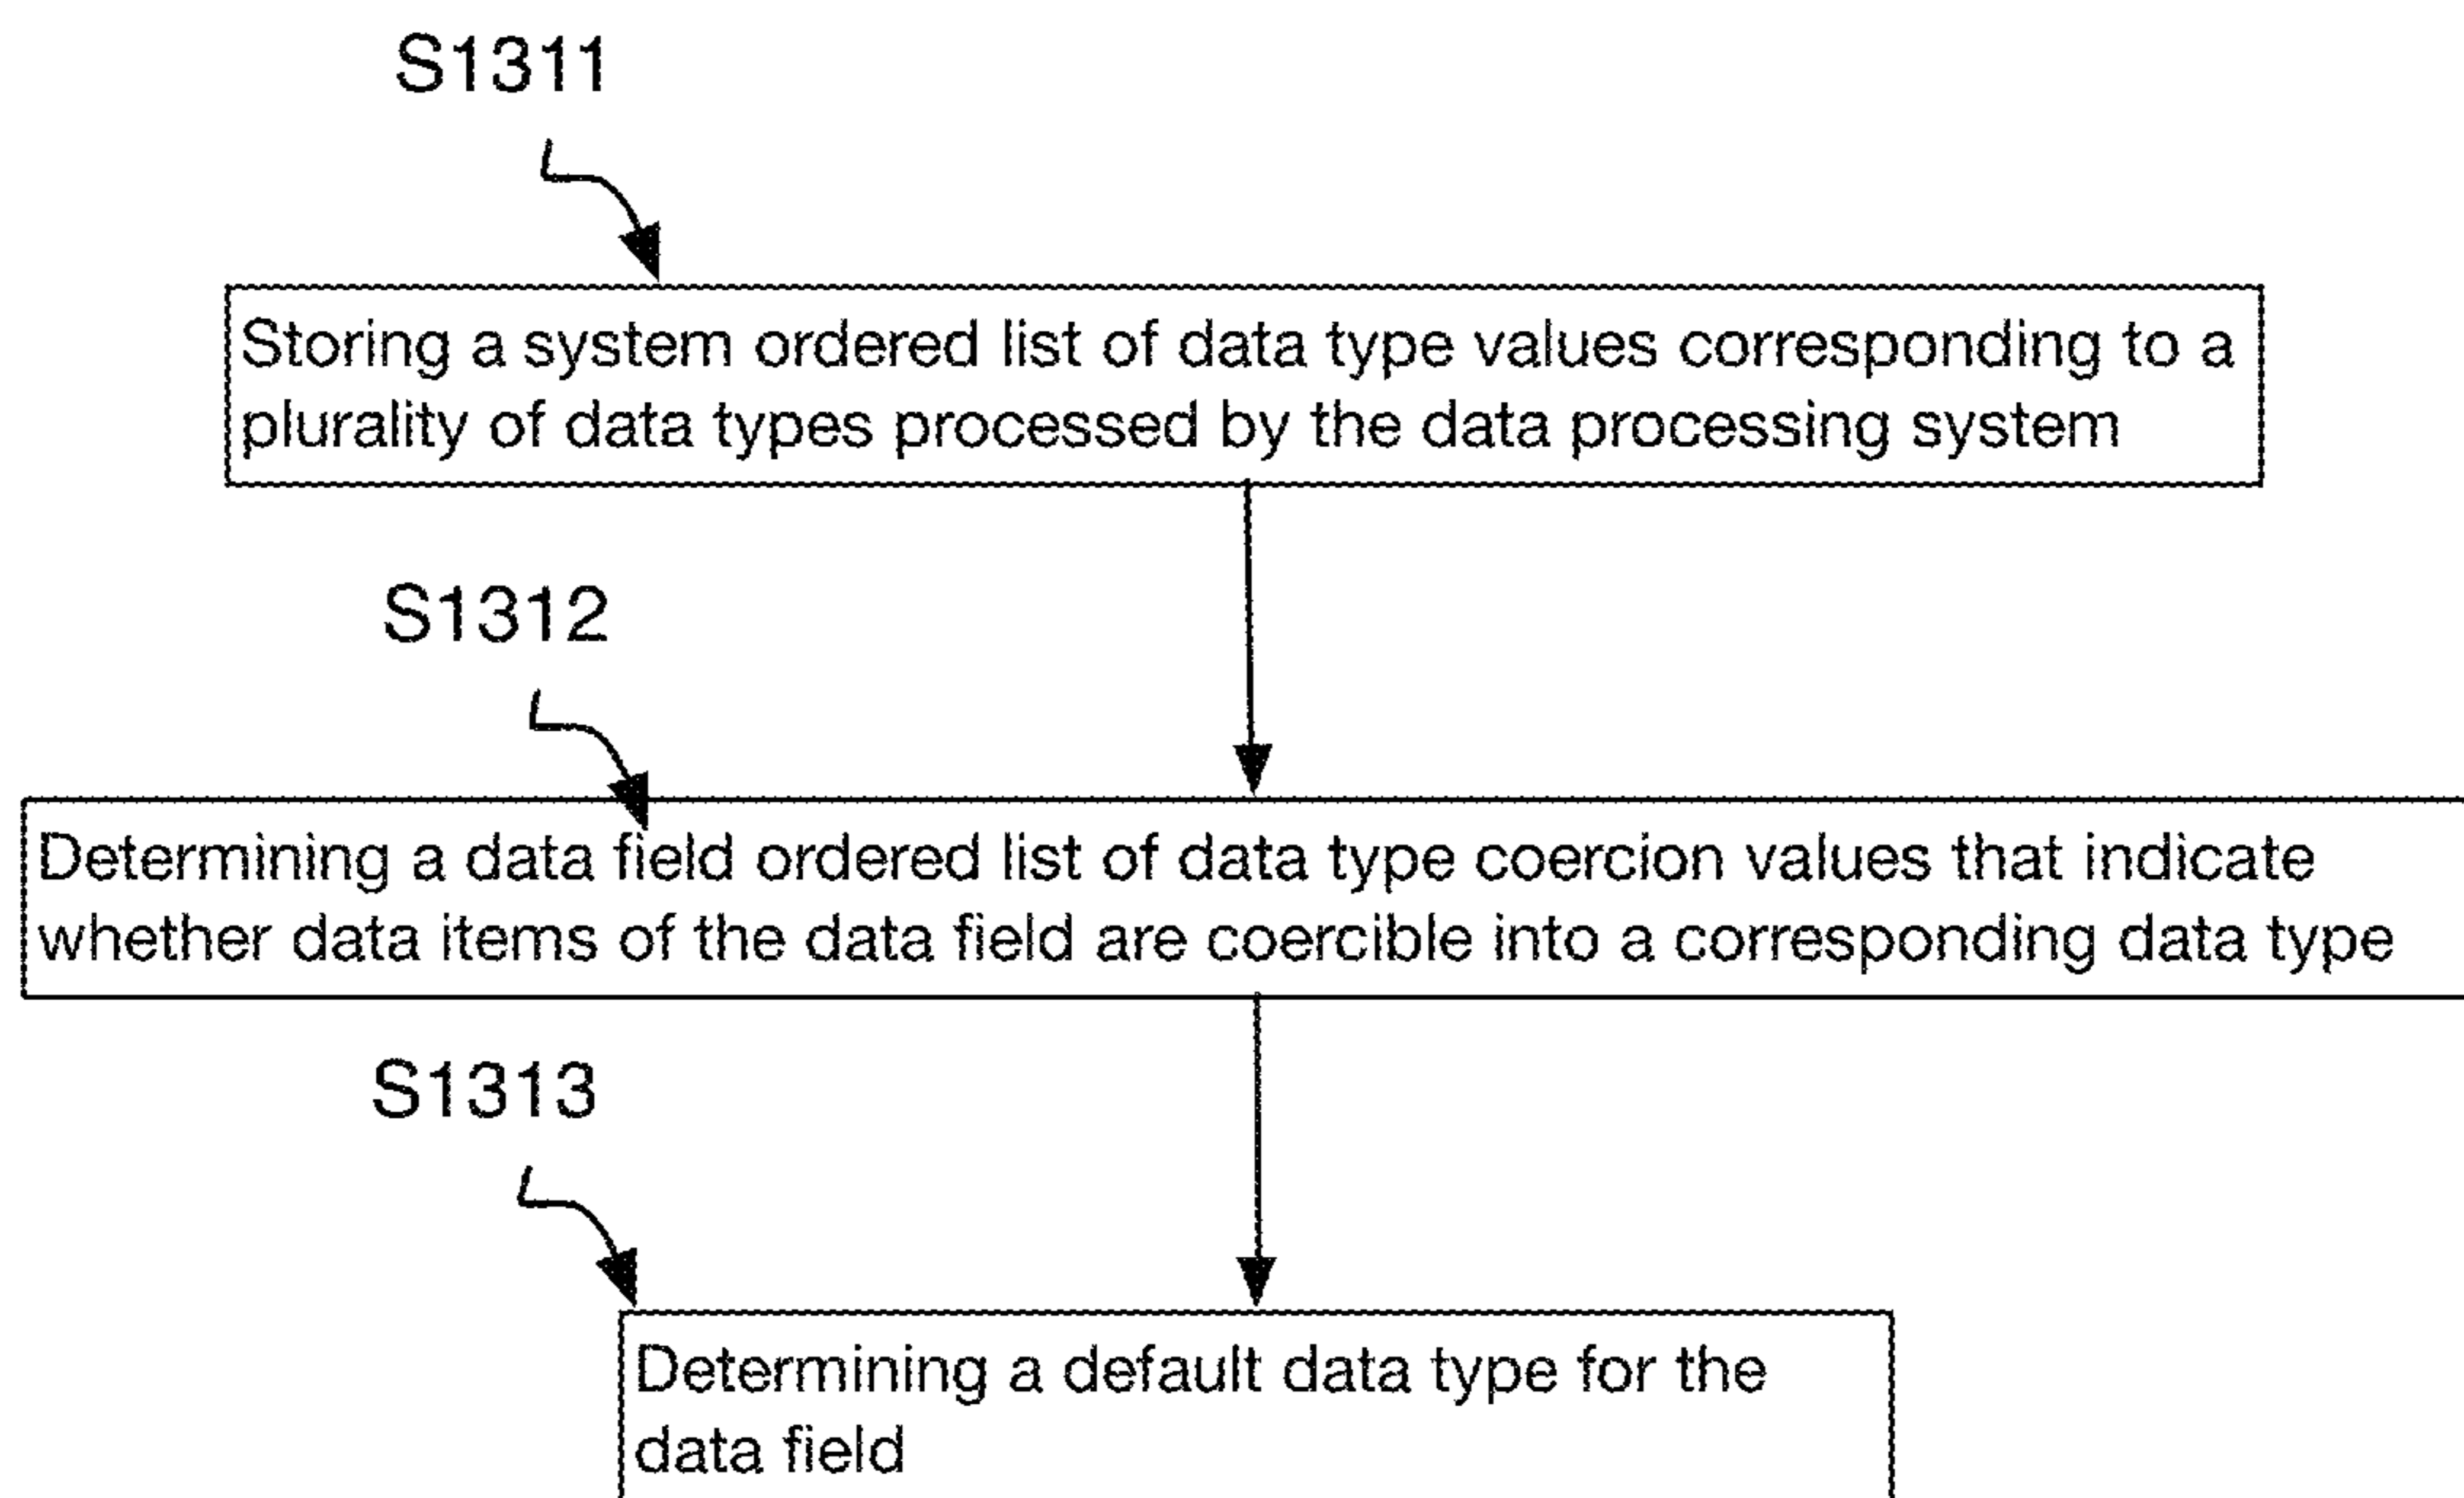 S1311
Storing a system ordered list of data type values corresponding to a
plurality of data types processed by the data processing system
S1312
Determining a data field ordered list of data type coercion values that indicate
whether data items of the data field are coercible into a corresponding data type
S1313
Determining a default data type for the
data field